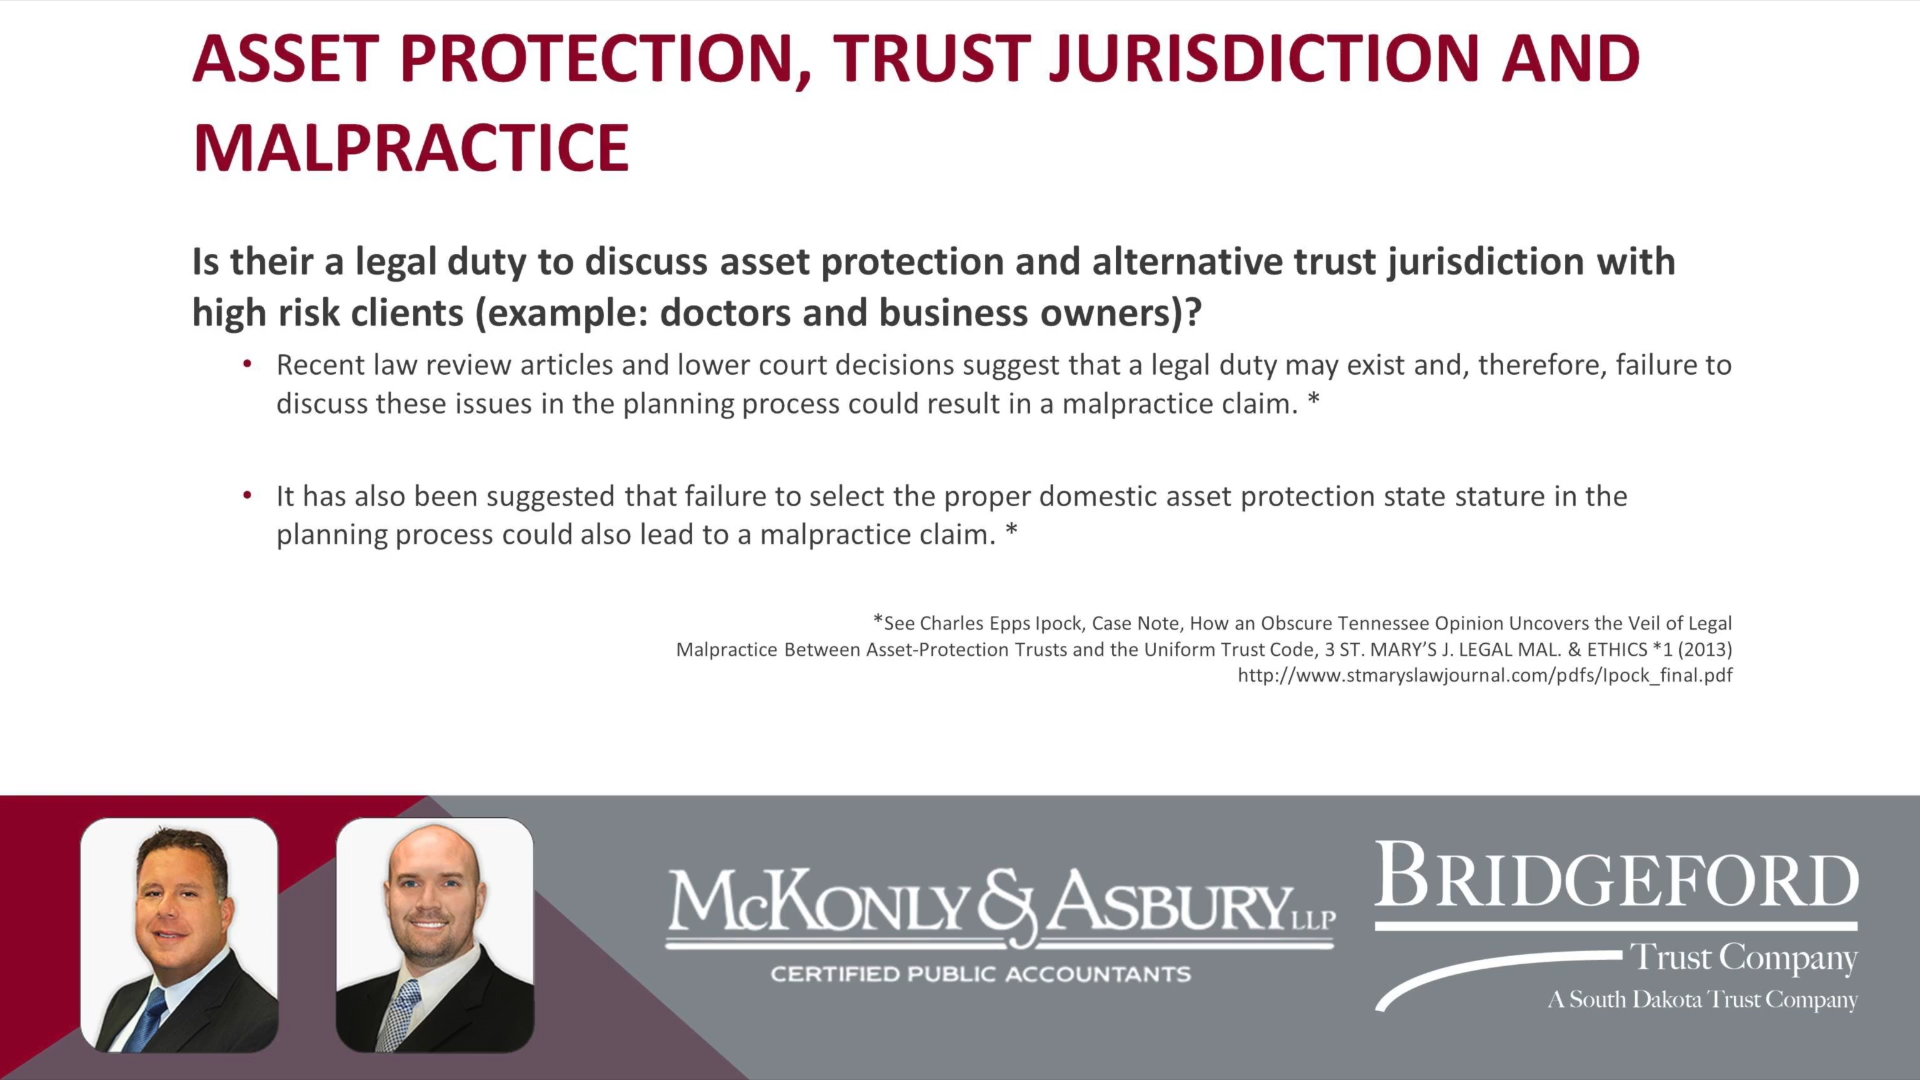 ASSET PROTECTION, TRUST JURISDICTION AND
MALPRACTICE
Is their a legal duty to discuss asset protection and alternative trust jurisdiction with
high risk clients (example: doctors and business owners)?
• Recent law review articles and lower court decisions suggest that a legal duty may exist and, therefore, failure to
discuss these issues in the planning process could result in a malpractice claim. *
• It has also been suggested that failure to select the proper domestic asset protection state stature in the
planning process could also lead to a malpractice claim. *
*See Charles Epps Ipock, Case Note, How an Obscure Tennessee Opinion Uncovers the Veil of Legal
Malpractice Between Asset-Protection Trusts and the Uniform Trust Code, 3 ST. MARY’S J. LEGAL MAL. & ETHICS *1 (2013)
http://www.stmaryslawjournal.com/pdfs/Ipock_final.pdf
McKONLY & ASBURY LLP
CERTIFIED PUBLIC ACCOUNTANTS
BRIDGEFORD
Trust Company
A South Dakota Trust Company